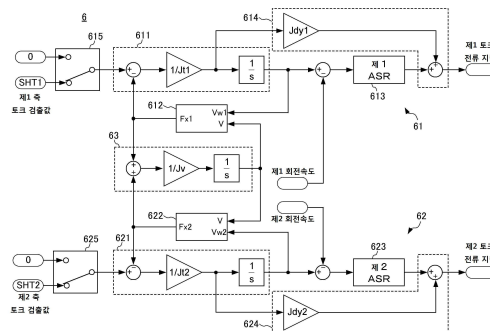 6
615
611
614
0
SHT1
제1 축
토크 검출값
1/Jt1
1
s
Jdy1
제 1
ASR
613
제1 토
전류 지
612
Fx1
Vw1
V
61
63
1/Jv
1
s
제1 회전속도
제2 회전속도
622
Fx2
V
Vw2
62
625
621
0
SHT2
제2 축
토크 검출값
1/Jt2
1
s
623
제 2
ASR
제2 토
전류 지
Jdy2
624